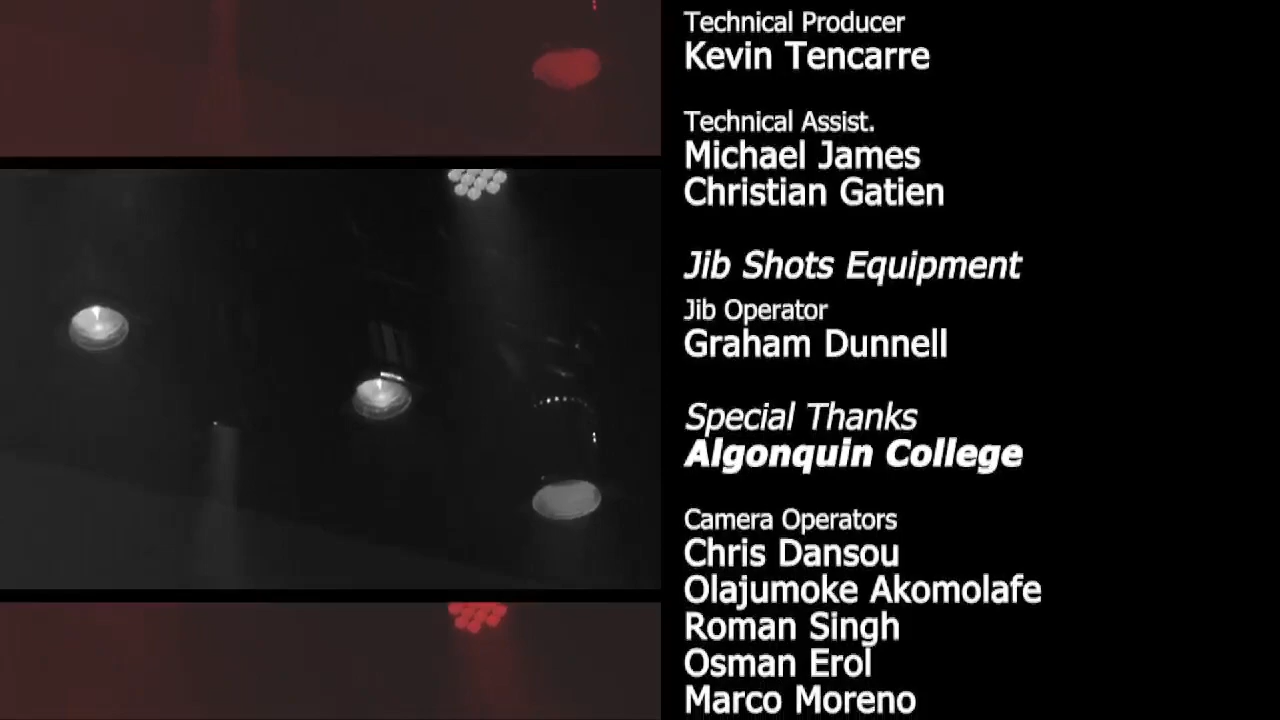 Technical Producer
Kevin Tencarre
Technical Assist.
Michael James
Christian Gatien
Jib Shots Equipment
Jib Operator
Graham Dunnell
Special Thanks
Algonquin College
Camera Operators
Chris Dansou
Olajumoke Akomolafe
Roman Singh
Osman Erol
Marco Moreno